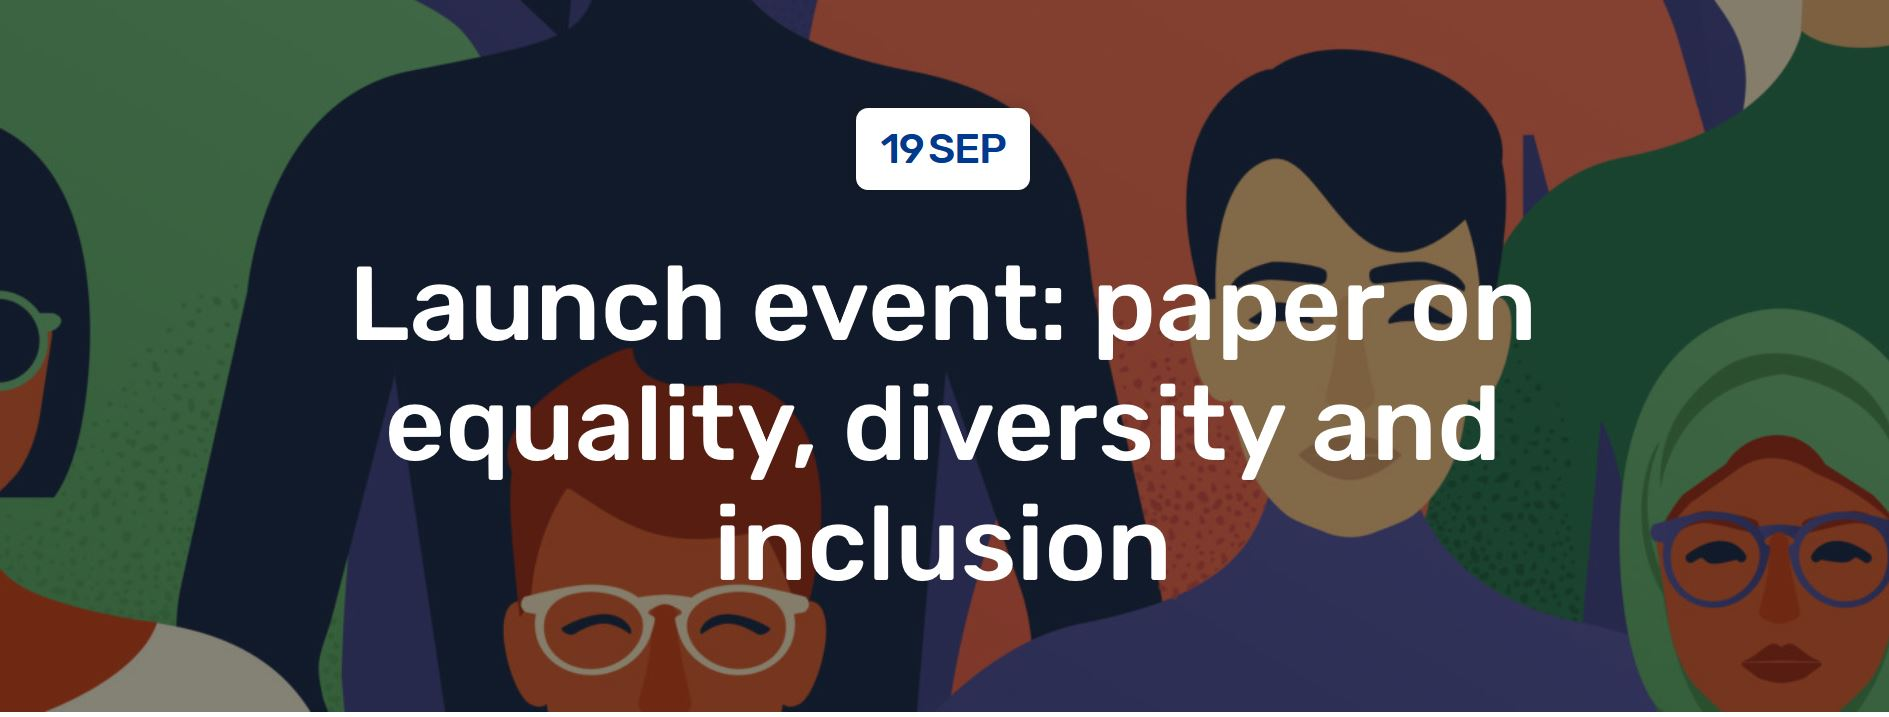 19 SEP
Launch event: paper on
equality, diversity and
inclusion